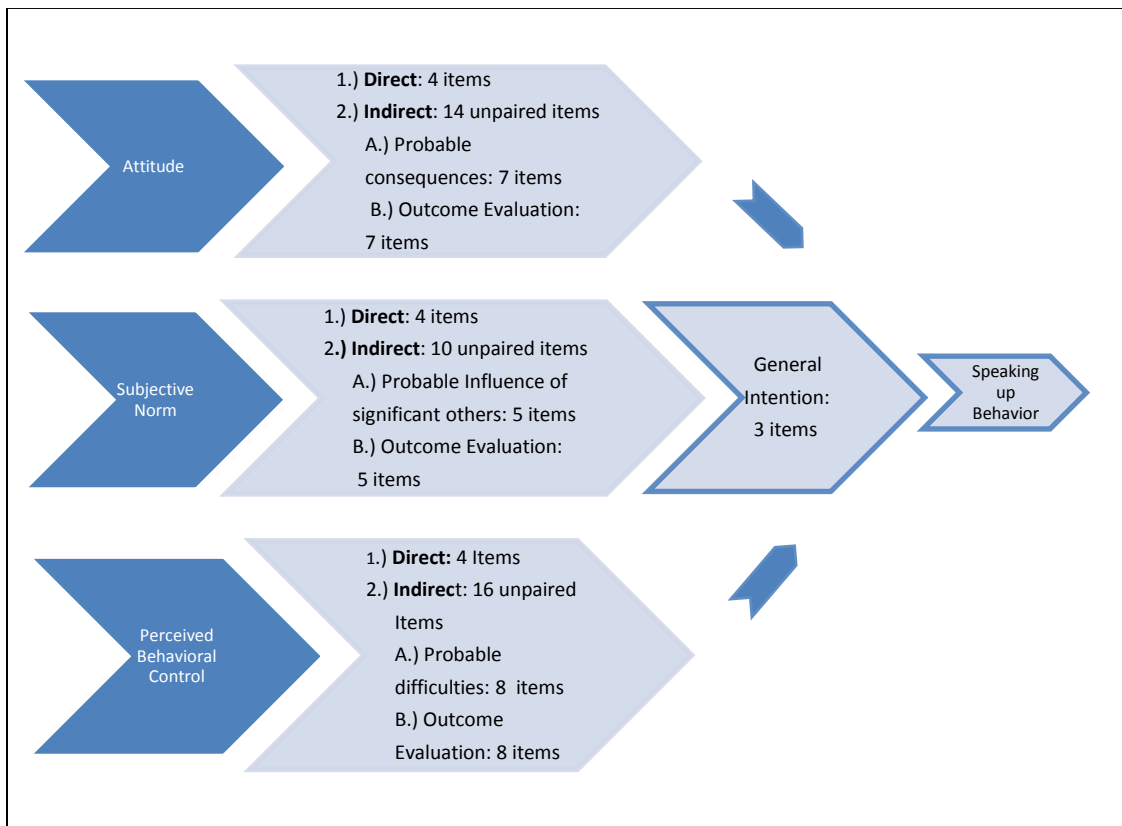 Attitude
1.) Direct: 4 items
2.) Indirect: 14 unpaired items
A.) Probable
consequences: 7 items
B.) Outcome Evaluation:
7 items
Subjective
Norm
1.) Direct: 4 items
2.) Indirect: 10 unpaired items
A.) Probable Influence of
significant others: 5 items
B.) Outcome Evaluation:
5 items
General
Intention:
3 items
Speaking
up
Behavior
Perceived
Behavioral
Control
1.) Direct: 4 Items
2.) Indirect: 16 unpaired
Items
A.) Probable
difficulties: 8 items
B.) Outcome
Evaluation: 8 items